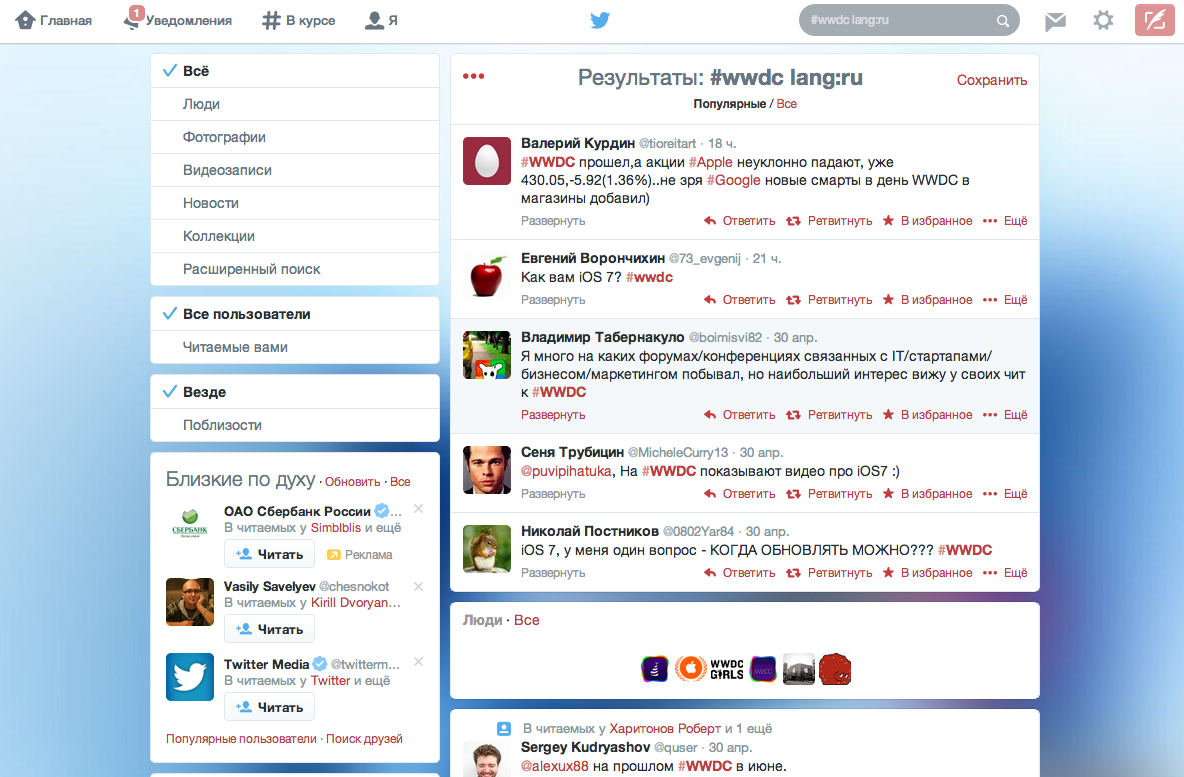 Главная
1
Уведомления
В курсе
Я
#wwdc lang:ru
Всё
Люди
Фотографии
Видеозаписи
Новости
Коллекции
Расширенный поиск
Все пользователи
Читаемые вами
Везде
Поблизости
Близкие по духу · Обновить · Все
СБЕРБАНК
ОАО Сбербанк России ...
В читаемых у Simblblis и ещё
Читать
Реклама
Vasily Savelyev @chesnokot
В читаемых у Kirill Dvoryan...
Читать
Twitter Media @twitterm...
В читаемых у Twitter и ещё
Читать
Популярные пользователи · Поиск друзей
Результаты: #wwdc lang:ru
Сохранить
Популярные / Все
Валерий Курдин @tioreitart · 18 ч.
#WWDC прошел,а акции #Apple неуклонно падают, уже
430.05,-5.92(1.36%)..не зря #Google новые смарты в день WWDC в
магазины добавил)
Развернуть Ответить Ретвитнуть В избранное Ещё
Евгений Ворончихин @73_evgenij · 21 ч.
Как вам iOS 7? #wwdc
Развернуть Ответить Ретвитнуть В избранное Ещё
Владимир Табернакуло @boimisvi82 · 30 апр.
Я много на каких форумах/конференциях связанных с IT/стартапами/
бизнесом/маркетингом побывал, но наибольший интерес вижу у своих чит
к #WWDC
Развернуть Ответить Ретвитнуть В избранное Ещё
Сеня Трубицин @MicheleCurry13 · 30 апр.
@puvipihatuka, На #WWDC показывают видео про iOS7 :)
Развернуть Ответить Ретвитнуть В избранное Ещё
Николай Постников @0802Yar84 · 30 апр.
iOS 7, у меня один вопрос - КОГДА ОБНОВЛЯТЬ МОЖНО??? #WWDC
Развернуть Ответить Ретвитнуть В избранное Ещё
Люди · Все
WWDC
GIRLS
В читаемых у Харитонов Роберт и 1 ещё
Sergey Kudryashov @quser · 30 апр.
@alexux88 на прошлом #WWDC в июне.